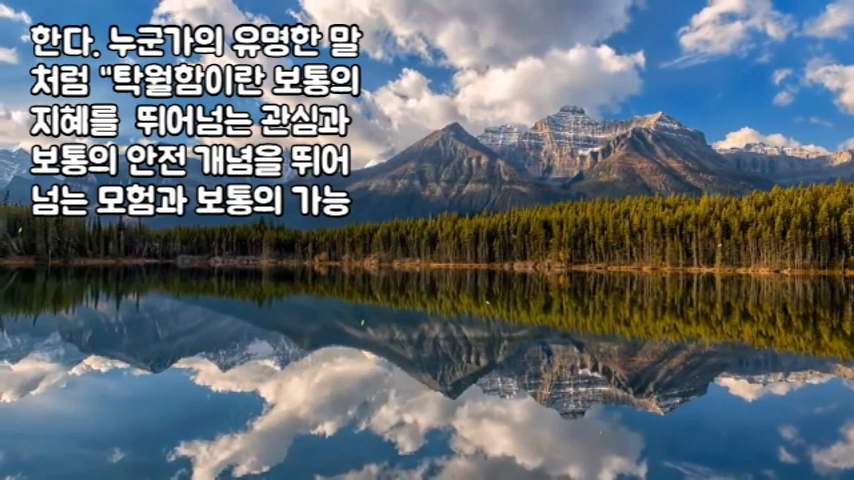 한다. 누군가의 유명한 말
처럼 "탁월함이란 보통의
지혜를  뛰어넘는 관심과
보통의 안전 개념을 뛰어
넘는 모험과 보통의 가능